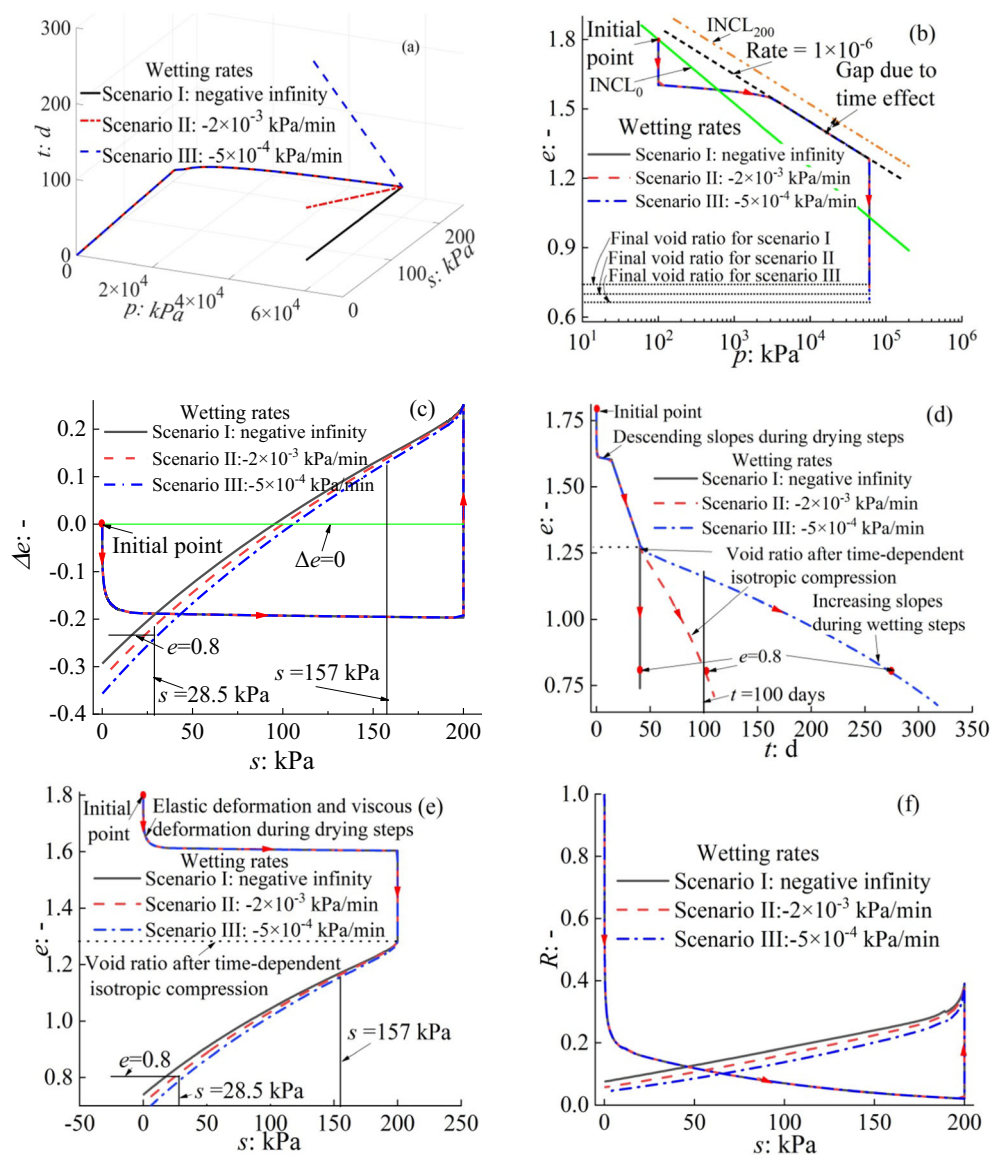 (a)
300
200
100
0
t: d
Wetting rates
Scenario I: negative infinity
Scenario II: -2×10⁻³ kPa/min
Scenario III: -5×10⁻⁴ kPa/min
0
2×10⁴
4×10⁴
6×10⁴
p: kPa
0
100
200
s: kPa
(b)
1.8
1.5
1.2
0.9
0.6
e: -
Initial
point
INCL₂₀₀
Rate = 1×10⁻⁶
INCL₀
Gap due to
time effect
Wetting rates
Scenario I: negative infinity
Scenario II: -2×10⁻³ kPa/min
Scenario III: -5×10⁻⁴ kPa/min
Final void ratio for scenario I
Final void ratio for scenario II
Final void ratio for scenario III
10¹ 10² 10³ 10⁴ 10⁵ 10⁶
p: kPa
(c)
0.2
0.1
0.0
-0.1
-0.2
-0.3
-0.4
Δe: -
Wetting rates
Scenario I: negative infinity
Scenario II:-2×10⁻³ kPa/min
Scenario III:-5×10⁻⁴ kPa/min
Initial point
Δe=0
e=0.8
s =157 kPa
s =28.5 kPa
0 50 100 150 200
s: kPa
(d)
1.75
1.50
1.25
1.00
0.75
e: -
Initial point
Descending slopes during drying steps
Wetting rates
Scenario I: negative infinity
Scenario II: -2×10⁻³ kPa/min
Scenario III: -5×10⁻⁴ kPa/min
Void ratio after time-dependent
isotropic compression
Increasing slopes
during wetting steps
e=0.8
t =100 days
0 50 100 150 200 250 300 350
t: d
(e)
1.8
1.6
1.4
1.2
1.0
0.8
e: -
Initial
point
Elastic deformation and viscous
deformation during drying steps
Wetting rates
Scenario I: negative infinity
Scenario II: -2×10⁻³ kPa/min
Scenario III: -5×10⁻⁴ kPa/min
Void ratio after time-dependent
isotropic compression
s =157 kPa
e=0.8
s =28.5 kPa
-50 0 50 100 150 200
s: kPa
(f)
1.0
0.8
0.6
0.4
0.2
0.0
R: -
Wetting rates
Scenario I: negative infinity
Scenario II:-2×10⁻³ kPa/min
Scenario III:-5×10⁻⁴ kPa/min
0 50 100 150 200
s: kPa